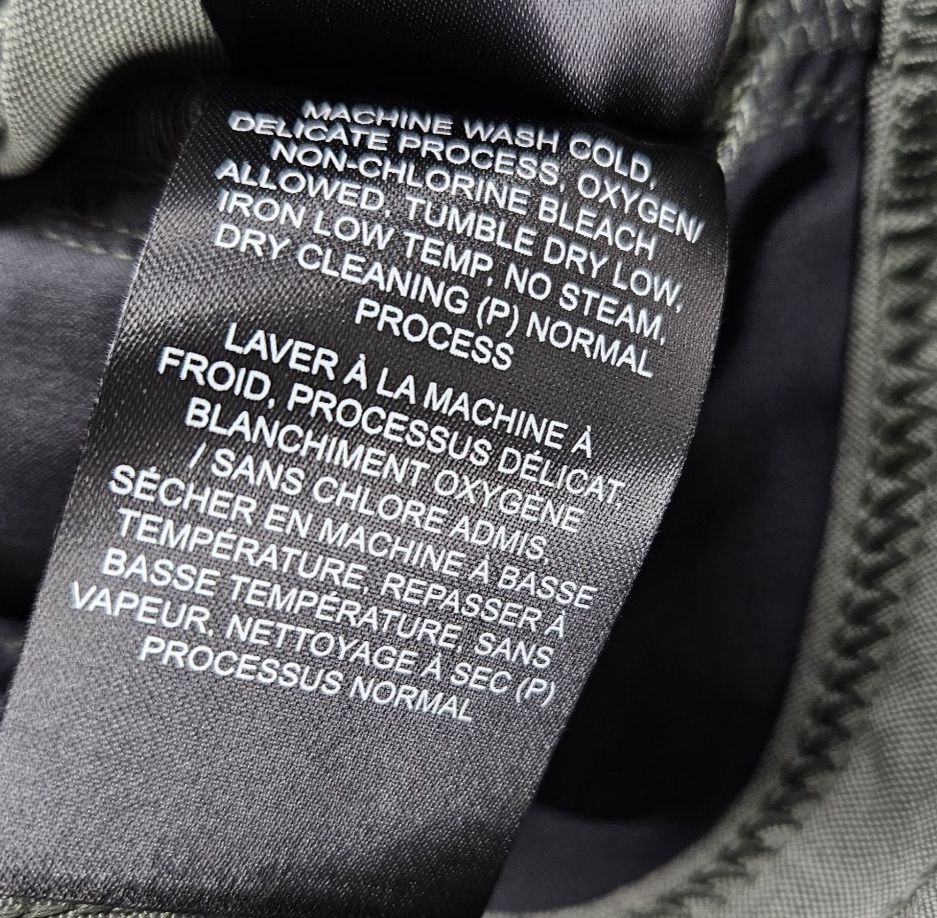 MACHINE WASH COLD,
DELICATE PROCESS, OXYGEN/
NON-CHLORINE BLEACH
ALLOWED, TUMBLE DRY LOW,
IRON LOW TEMP, NO STEAM,
DRY CLEANING (P) NORMAL
PROCESS
LAVER À LA MACHINE À
FROID, PROCESSUS DÉLICAT,
BLANCHIMENT OXYGÈNE
/ SANS CHLORE ADMIS,
SÉCHER EN MACHINE À BASSE
TEMPÉRATURE, REPASSER À
BASSE TEMPÉRATURE, SANS
VAPEUR, NETTOYAGE À SEC (P)
PROCESSUS NORMAL